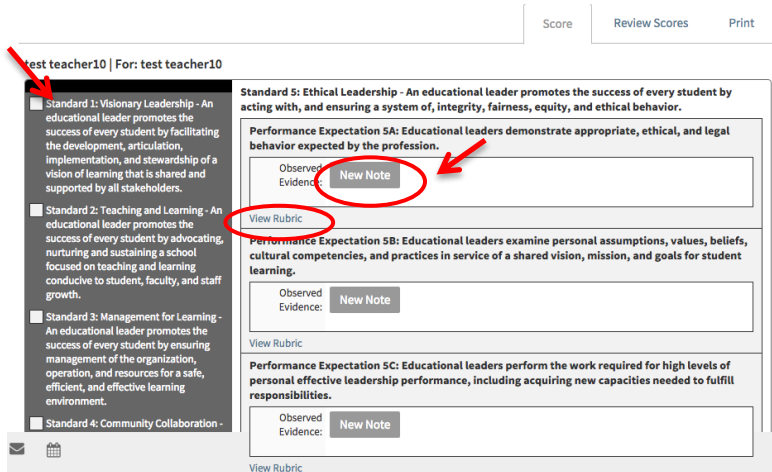 Score Review Scores Print
test teacher10 | For: test teacher10
Standard 1: Visionary Leadership - An
educational leader promotes the
success of every student by facilitating
the development, articulation,
implementation, and stewardship of a
vision of learning that is shared and
supported by all stakeholders.
Standard 2: Teaching and Learning - An
educational leader promotes the
success of every student by advocating,
nurturing and sustaining a school
focused on teaching and learning
conducive to student, faculty, and staff
growth.
Standard 3: Management for Learning -
An educational leader promotes the
success of every student by ensuring
management of the organization,
operation, and resources for a safe,
efficient, and effective learning
environment.
Standard 4: Community Collaboration -
Standard 5: Ethical Leadership - An educational leader promotes the success of every student by
acting with, and ensuring a system of, integrity, fairness, equity, and ethical behavior.
Performance Expectation 5A: Educational leaders demonstrate appropriate, ethical, and legal
behavior expected by the profession.
Observed
Evidence: New Note
View Rubric
Performance Expectation 5B: Educational leaders examine personal assumptions, values, beliefs,
cultural competencies, and practices in service of a shared vision, mission, and goals for student
learning.
Observed
Evidence: New Note
View Rubric
Performance Expectation 5C: Educational leaders perform the work required for high levels of
personal effective leadership performance, including acquiring new capacities needed to fulfill
responsibilities.
Observed
Evidence: New Note
View Rubric